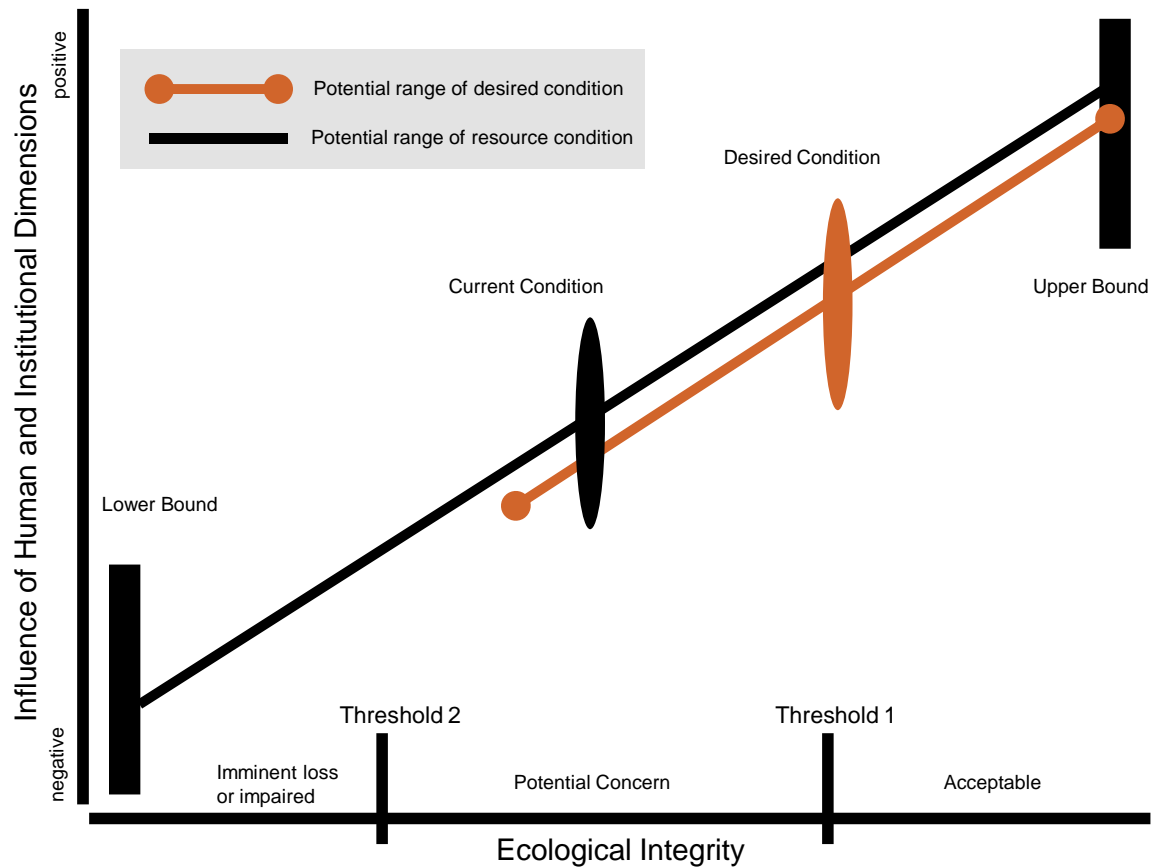 positive
Influence of Human and Institutional Dimensions
negative
Potential range of desired condition
Potential range of resource condition
Desired Condition
Current Condition
Upper Bound
Lower Bound
Threshold 2
Threshold 1
Imminent loss
or impaired
Potential Concern
Acceptable
Ecological Integrity